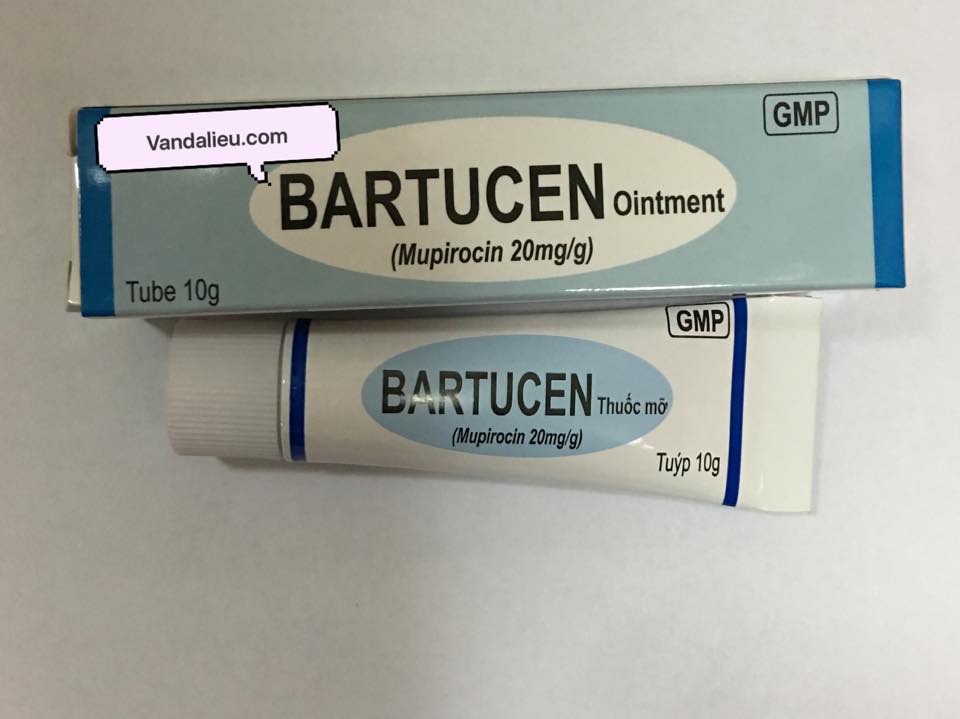 Vandalieu.com
GMP
BARTUCEN Ointment
(Mupirocin 20mg/g)
Tube 10g
GMP
BARTUCEN Thuốc mỡ
(Mupirocin 20mg/g)
Tuýp 10g